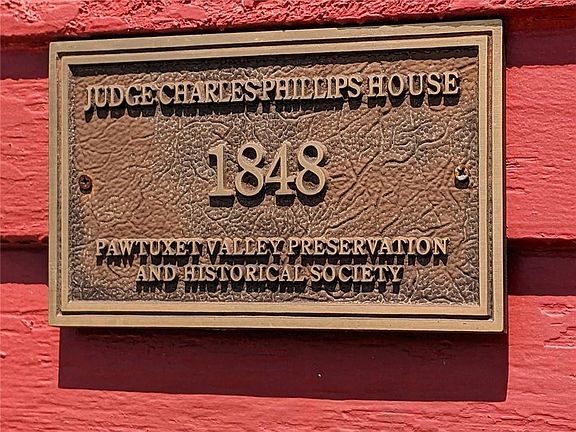 JUDGE CHARLES PHILLIPS HOUSE
1848
PAWTUXET VALLEY PRESERVATION
AND HISTORICAL SOCIETY